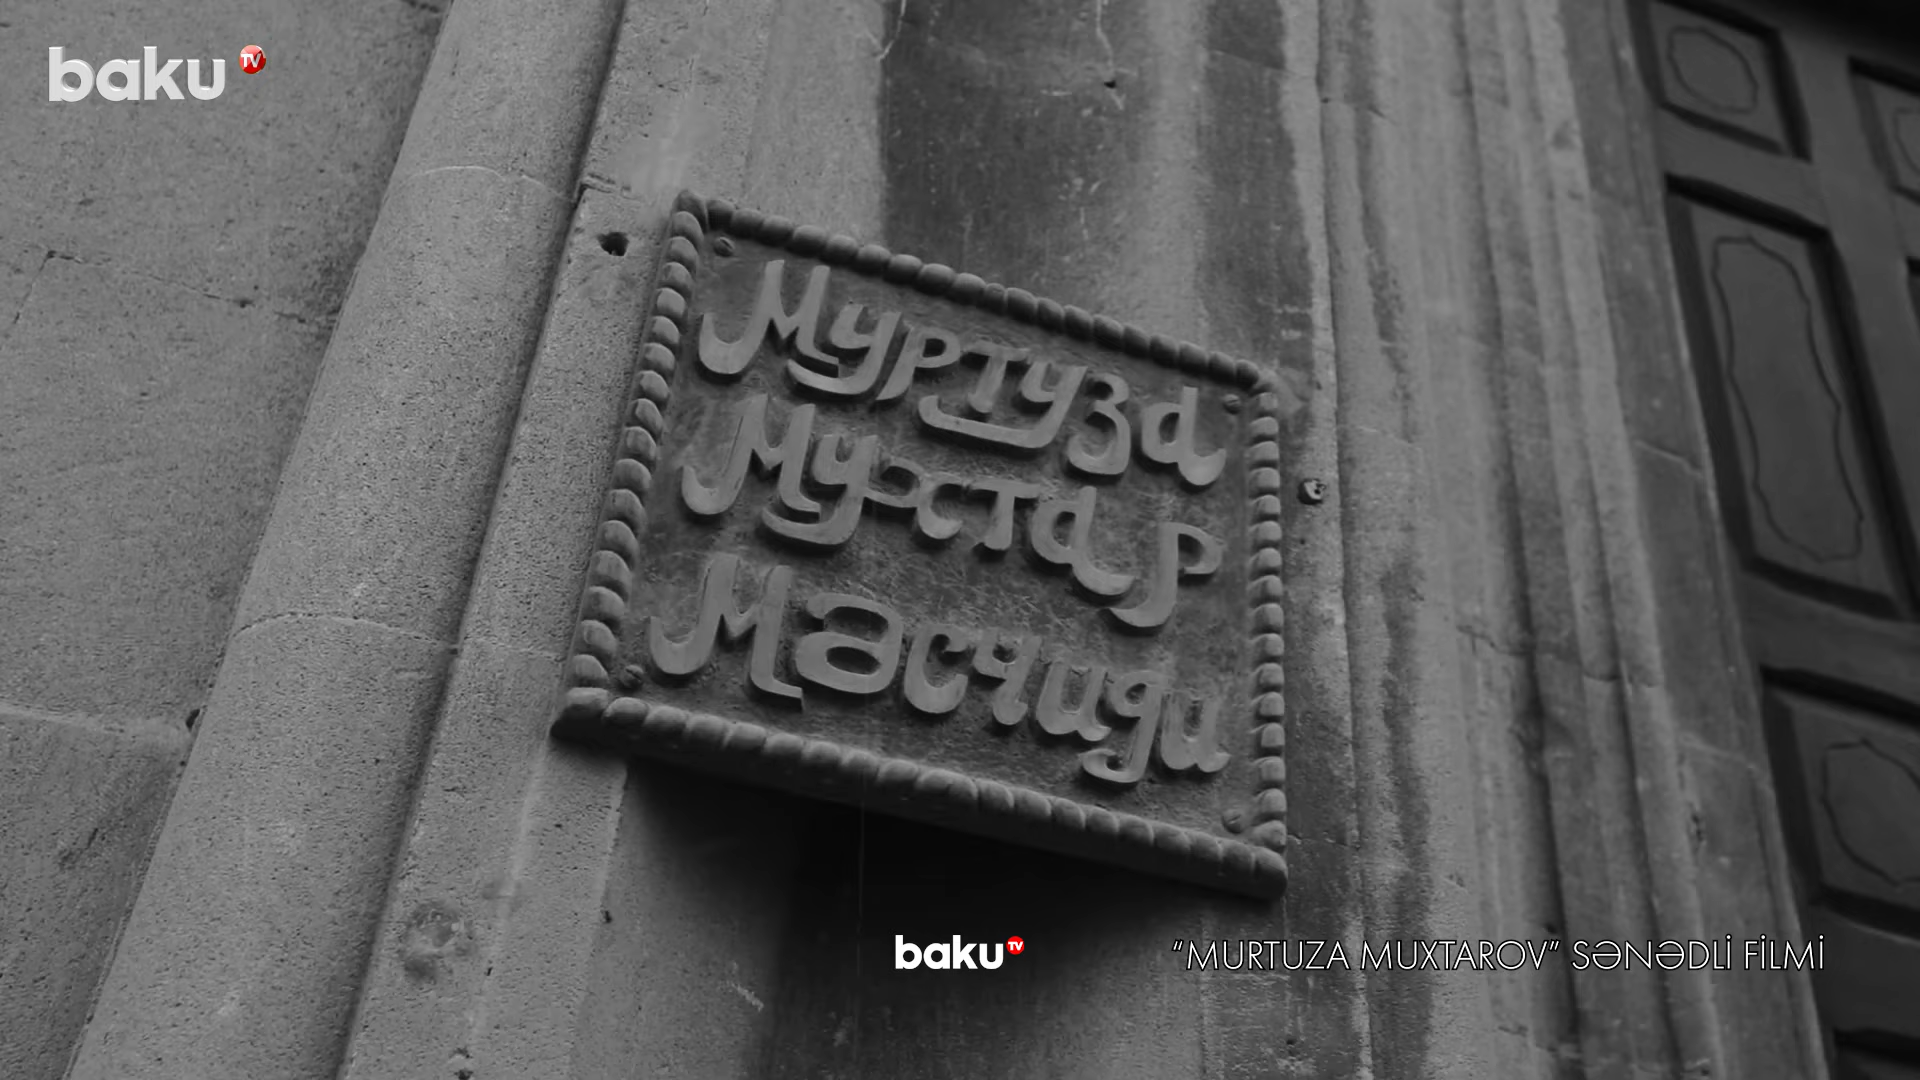 baku TV
Муртуза
Мухтар
Мәсчиди
baku TV
“MURTUZA MUXTAROV” SƏNƏDLİ FİLMİ